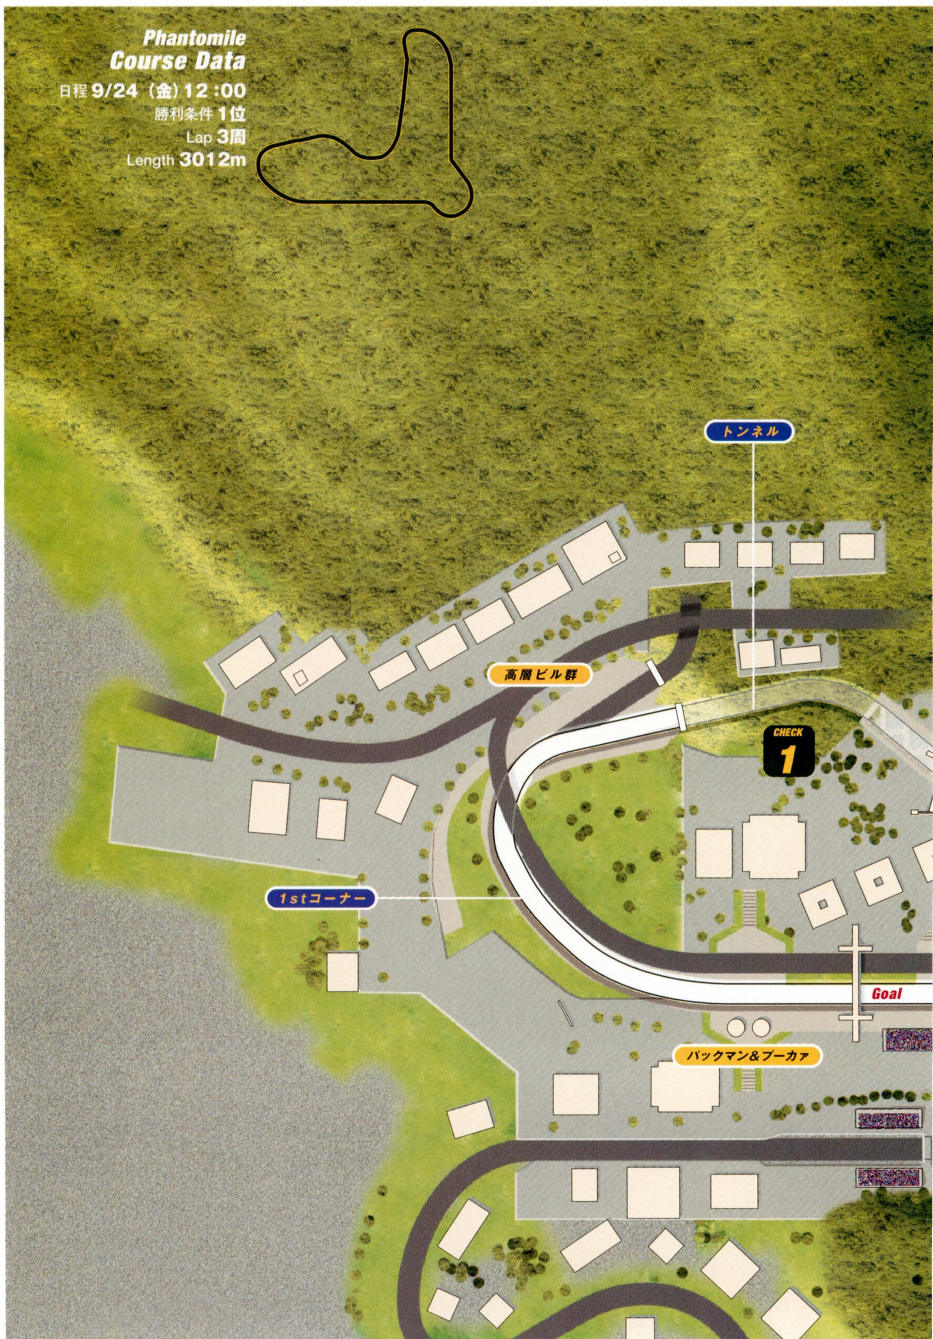 Phantomile
Course Data
日程 9/24（金）12:00
勝利条件 1位
Lap 3周
Length 3012m
トンネル
高層ビル群
CHECK
1
1stコーナー
Goal
パックマン&プーカァ